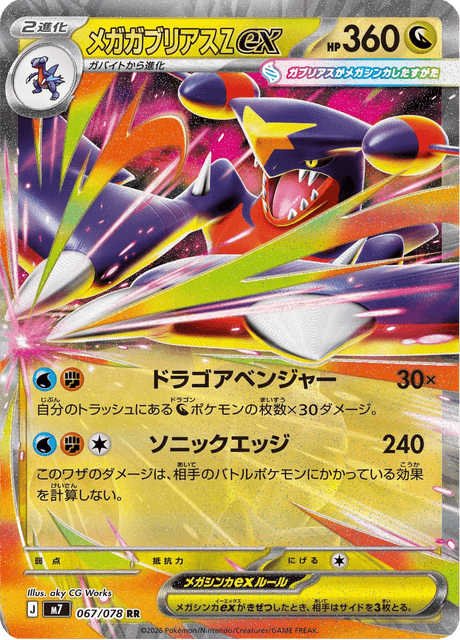 2進化
メガガブリアスZex
HP360
ガバイトから進化
ガブリアスがメガシンカしたすがた
ドラゴアベンジャー 30×
自分のトラッシュにあるポケモンの枚数×30ダメージ。
ソニックエッジ 240
このワザのダメージは、相手のバトルポケモンにかかっている効果
を計算しない。
弱点 抵抗力 にげる
メガシンカexルール
メガシンカexがきぜつしたとき、相手はサイドを3枚とる。
Illus. aky CG Works
J M7 067/078 RR
©2026 Pokémon/Nintendo/Creatures/GAME FREAK.